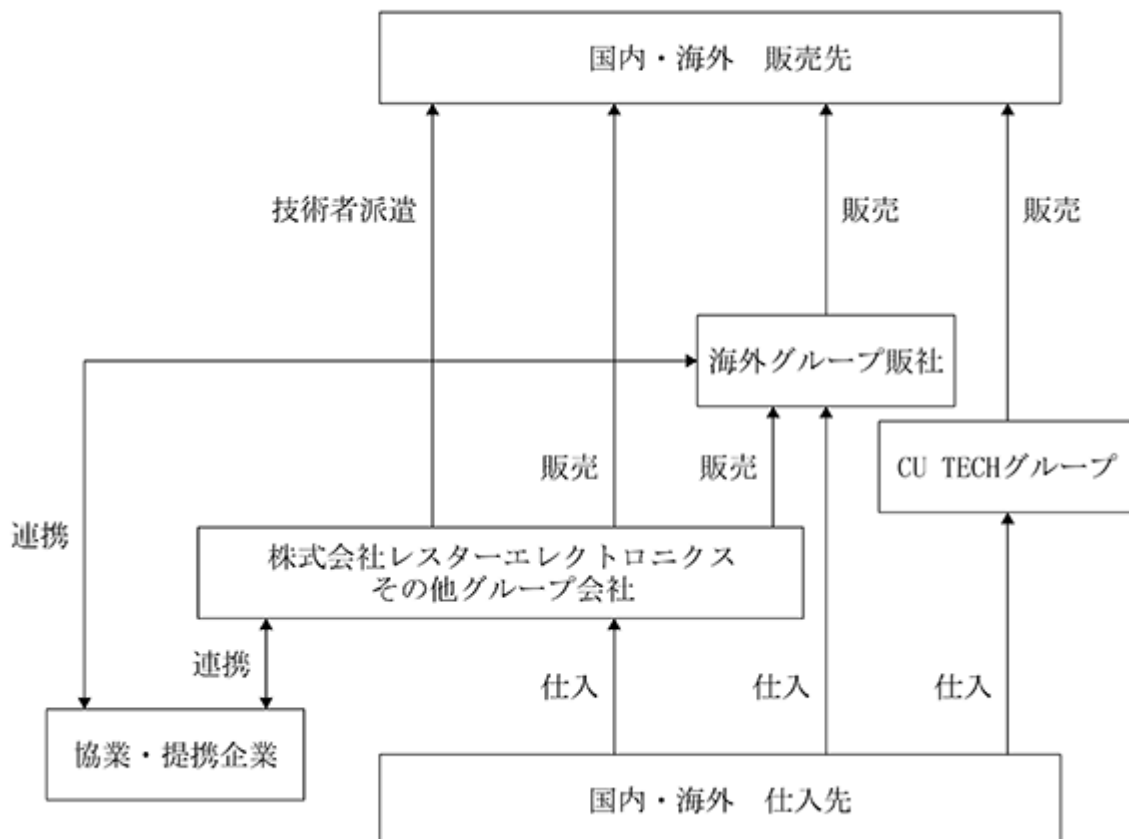 国内・海外　販売先
技術者派遣
販売
販売
海外グループ販社
販売
販売
CU TECHグループ
連携
株式会社レスターエレクトロニクス
その他グループ会社
連携
仕入
仕入
仕入
協業・提携企業
国内・海外　仕入先